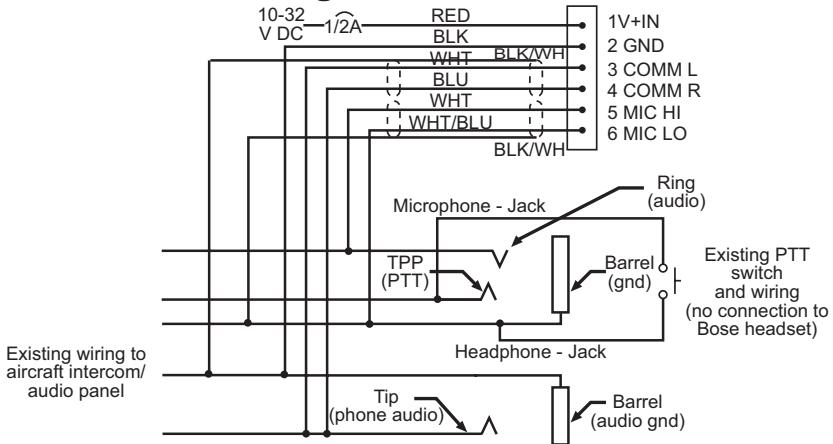 10-32
V DC
1/2A
RED
BLK
BLK/WH
WHT
BLU
WHT
WHT/BLU
BLK/WH
1V+IN
2 GND
3 COMM L
4 COMM R
5 MIC HI
6 MIC LO
Ring
(audio)
Microphone - Jack
TPP
(PTT)
Barrel
(gnd)
Existing PTT
switch
and wiring
(no connection to
Bose headset)
Headphone - Jack
Existing wiring to
aircraft intercom/
audio panel
Tip
(phone audio)
Barrel
(audio gnd)